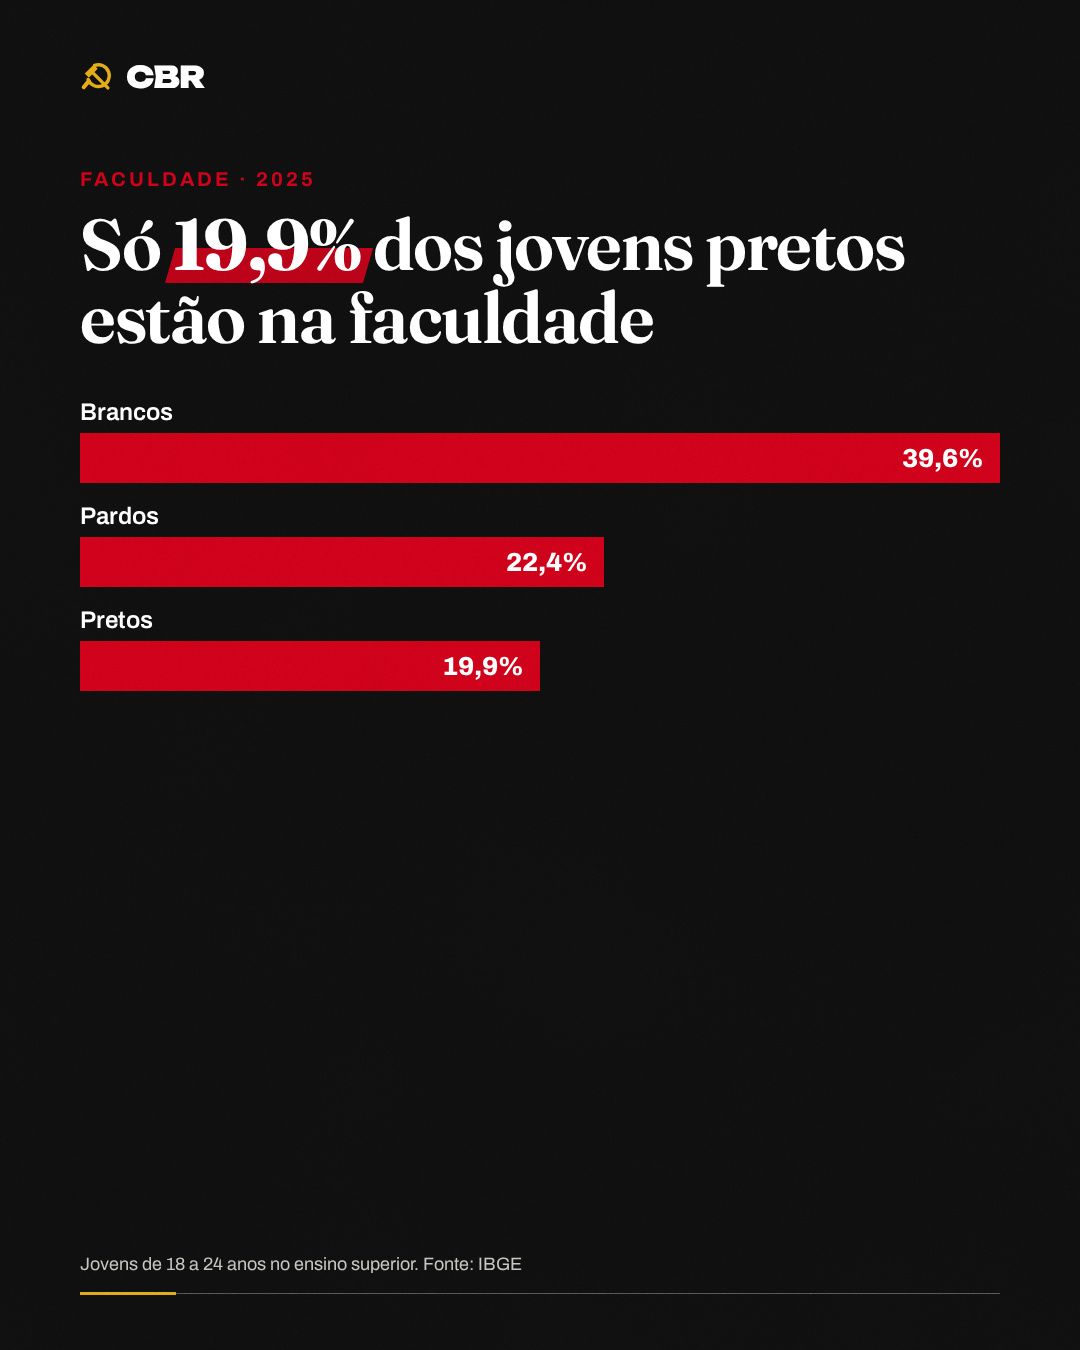 CBR
FACULDADE · 2025
Só 19,9% dos jovens pretos
estão na faculdade
Brancos
39,6%
Pardos
22,4%
Pretos
19,9%
Jovens de 18 a 24 anos no ensino superior. Fonte: IBGE